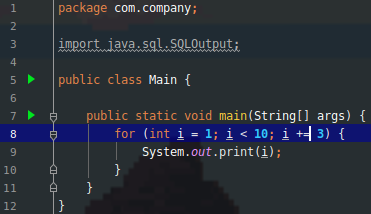 1 package com.company;
2
3 import java.sql.SQLOutput;
4
5 public class Main {
6
7 public static void main(String[] args) {
8 for (int i = 1; i < 10; i += 3) {
9 System.out.print(i);
10 }
11 }
12 }